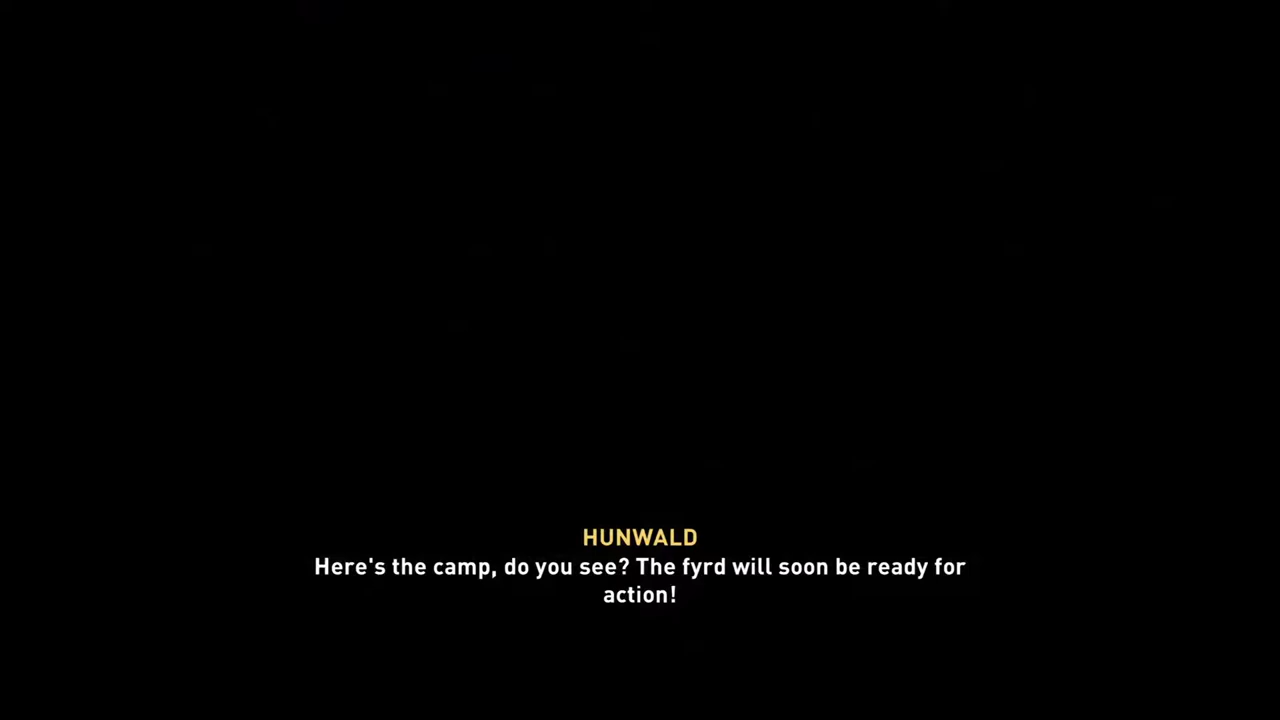 HUNWALD
Here's the camp, do you see? The fyrd will soon be ready for
action!